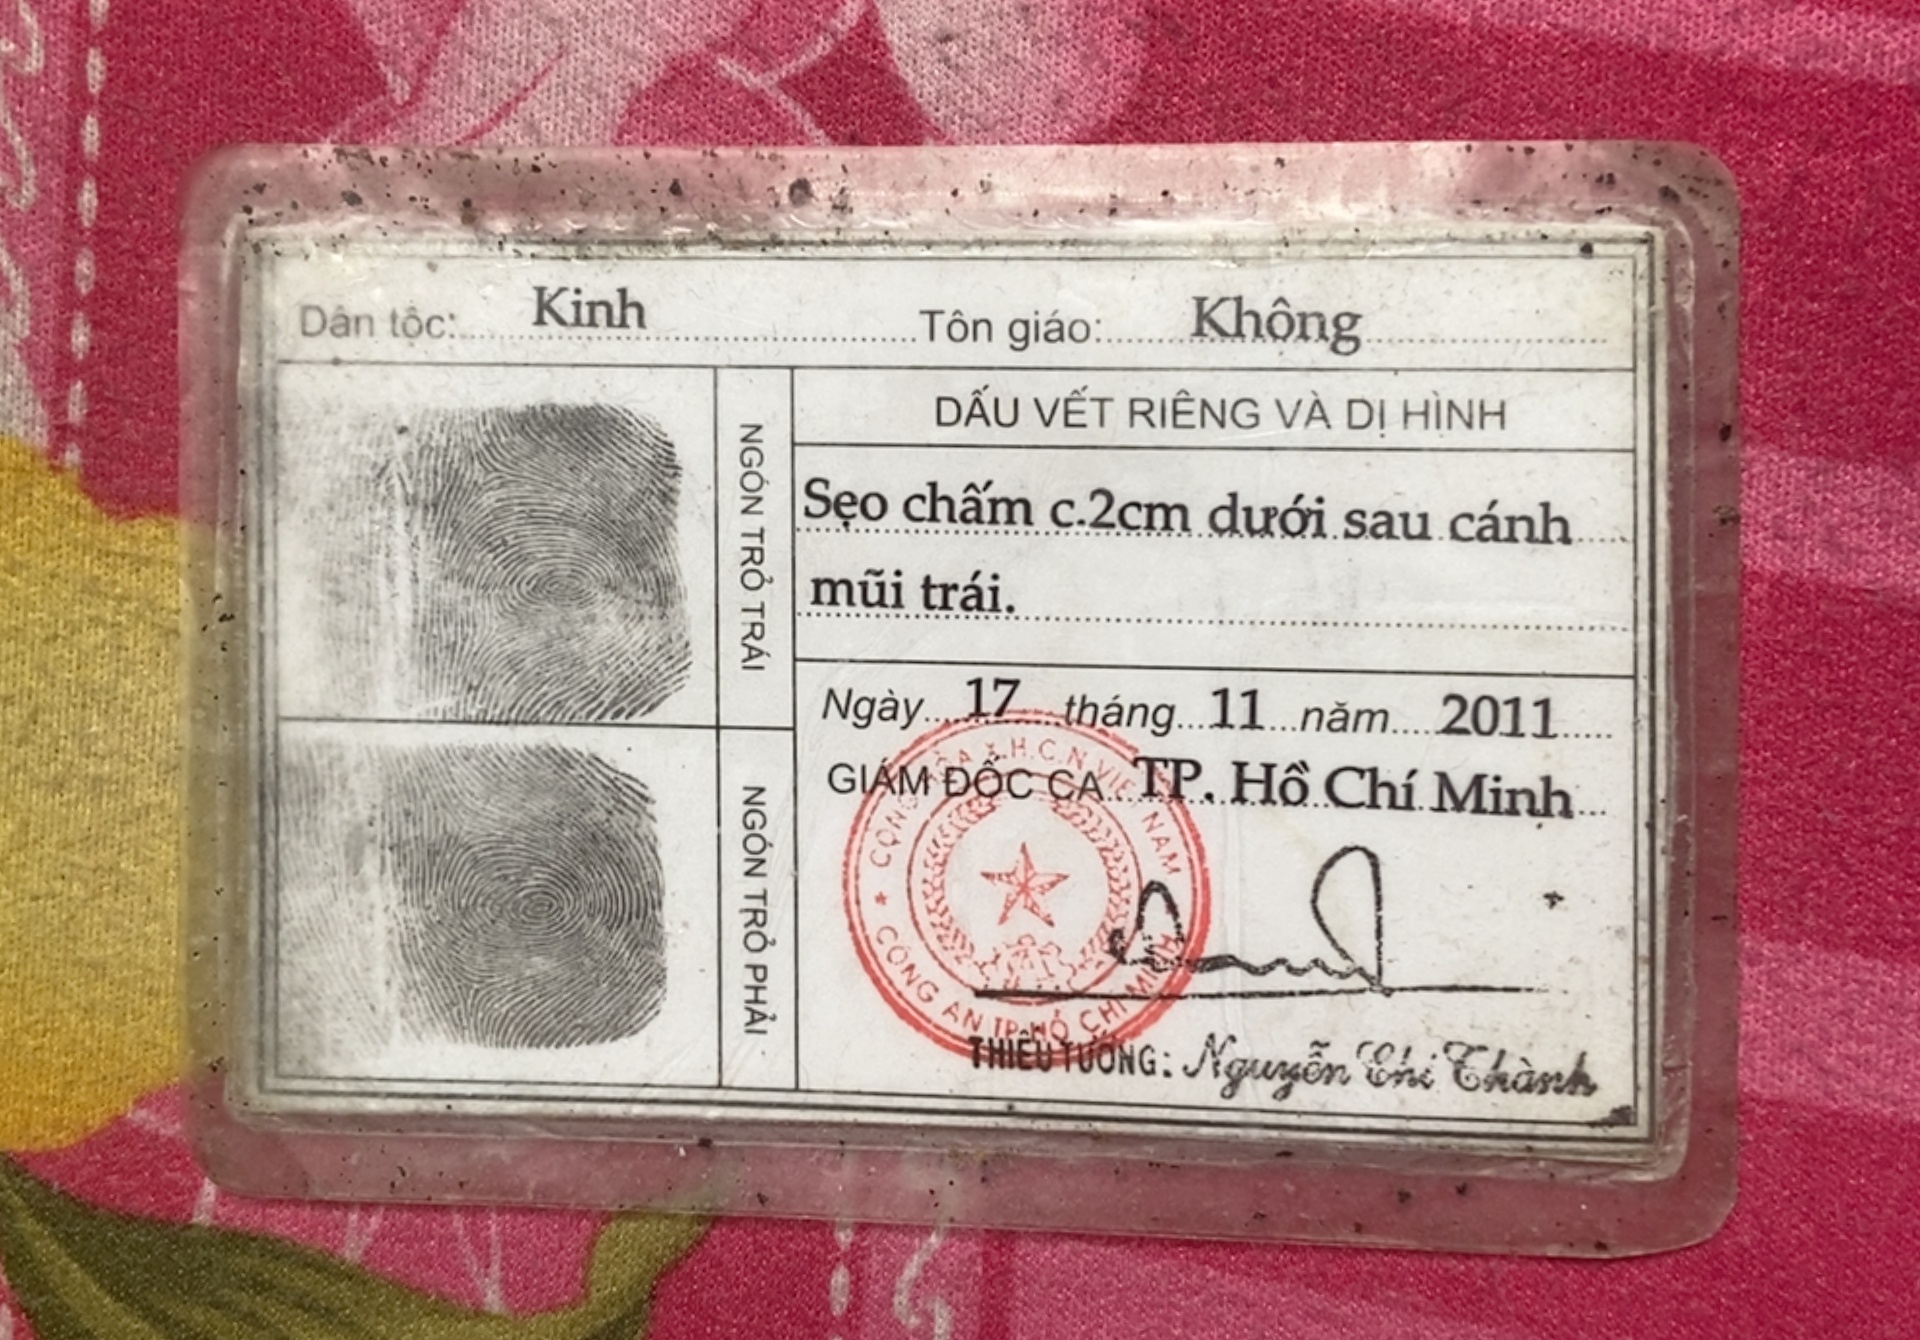 Dân tộc: Kinh Tôn giáo: Không
NGÓN TRỎ TRÁI
NGÓN TRỎ PHẢI
DẤU VẾT RIÊNG VÀ DỊ HÌNH
Sẹo chấm c.2cm dưới sau cánh
mũi trái.
Ngày 17 tháng 11 năm 2011
GIÁM ĐỐC CA TP. Hồ Chí Minh
CỘNG HÒA X.H.C.N VIỆT NAM
CÔNG AN TP HỒ CHÍ MINH
THIẾU TƯỚNG: Nguyễn Chí Thành